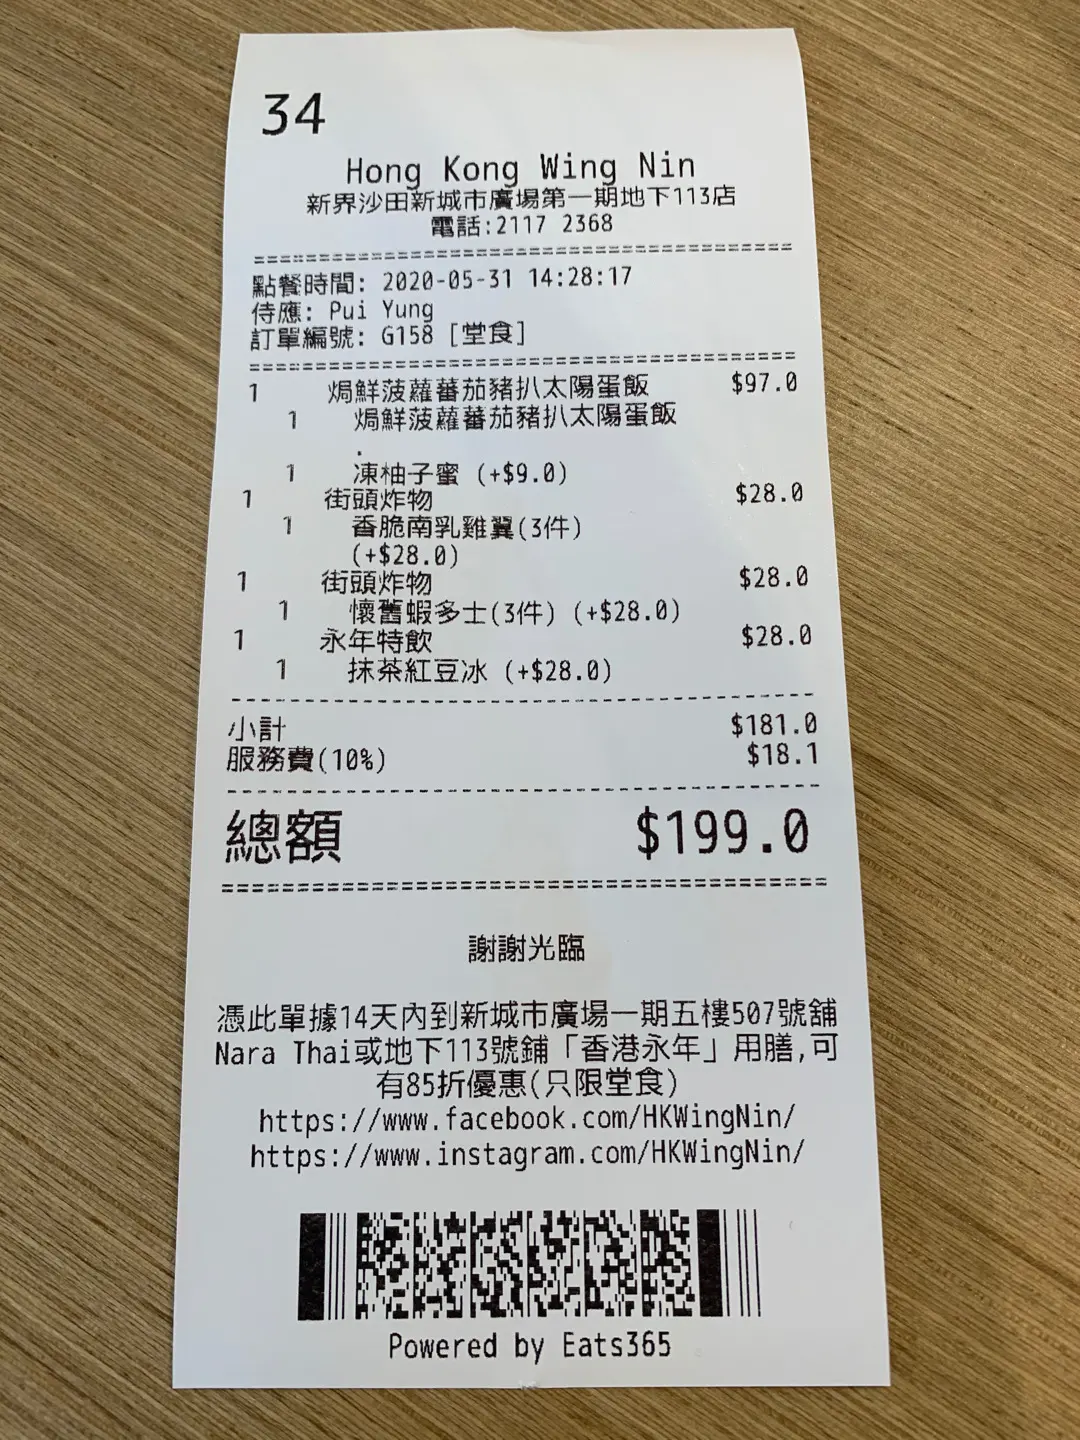 34
Hong Kong Wing Nin
新界沙田新城市廣場第一期地下113店
電話:2117 2368
點餐時間: 2020-05-31 14:28:17
侍應: Pui Yung
訂單編號: G158 [堂食]
1 焗鮮菠蘿蕃茄豬扒太陽蛋飯 $97.0
1 焗鮮菠蘿蕃茄豬扒太陽蛋飯
.
1 凍柚子蜜 (+$9.0)
1 街頭炸物 $28.0
1 香脆南乳雞翼(3件)
(+$28.0)
1 街頭炸物 $28.0
1 懷舊蝦多士(3件) (+$28.0)
1 永年特飲 $28.0
1 抹茶紅豆冰 (+$28.0)
小計 $181.0
服務費(10%) $18.1
總額 $199.0
謝謝光臨
憑此單據14天內到新城市廣場一期五樓507號舖
Nara Thai或地下113號鋪「香港永年」用膳,可
有85折優惠(只限堂食)
https://www.facebook.com/HKWingNin/
https://www.instagram.com/HKWingNin/
Powered by Eats365